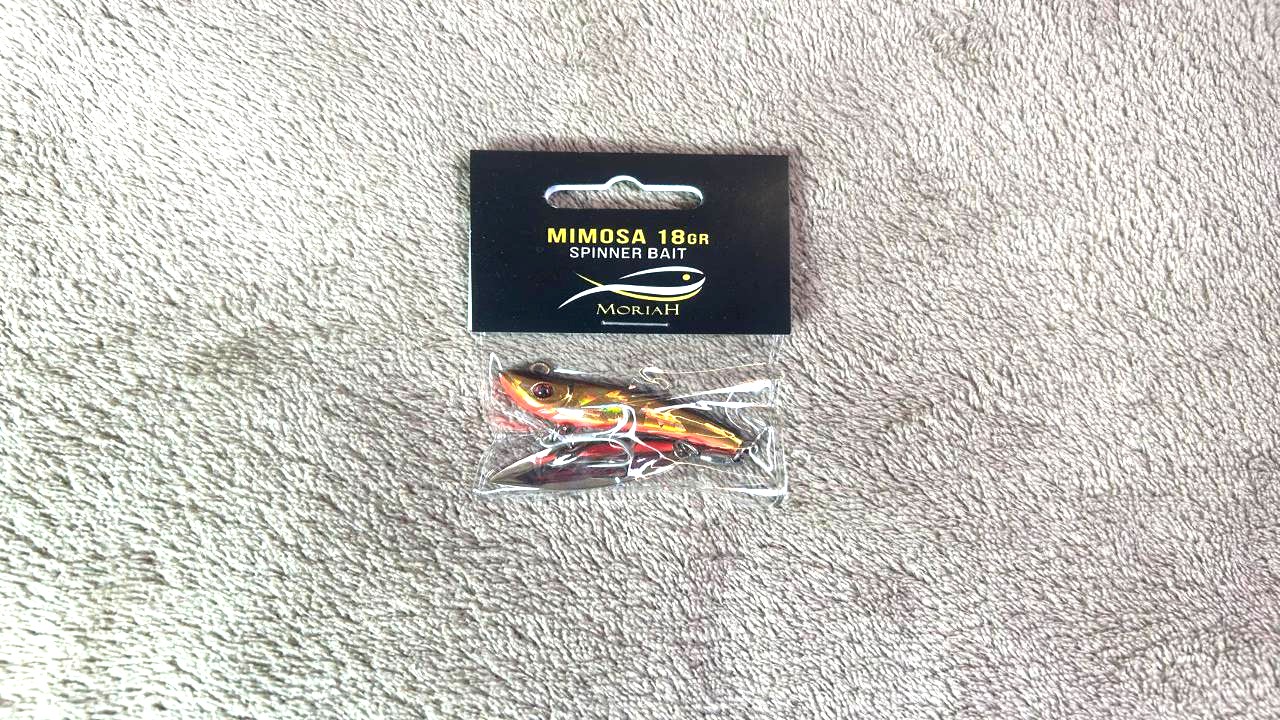 MIMOSA 18GR
SPINNER BAIT
MORIAH